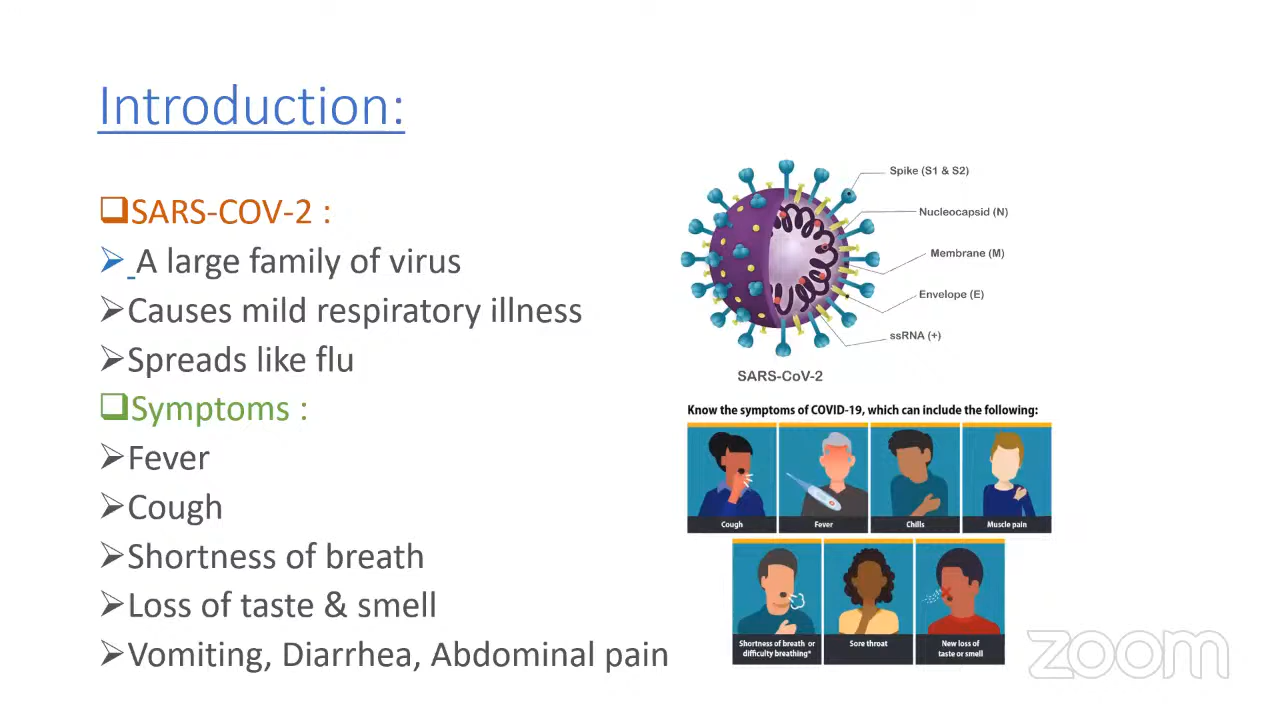 Introduction:
SARS-COV-2 :
A large family of virus
Causes mild respiratory illness
Spreads like flu
Symptoms :
Fever
Cough
Shortness of breath
Loss of taste & smell
Vomiting, Diarrhea, Abdominal pain
Spike (S1 & S2)
Nucleocapsid (N)
Membrane (M)
Envelope (E)
ssRNA (+)
SARS-CoV-2
Know the symptoms of COVID-19, which can include the following:
Cough
Fever
Chills
Muscle pain
Shortness of breath or
difficulty breathing*
Sore throat
New loss of
taste or smell
zoom